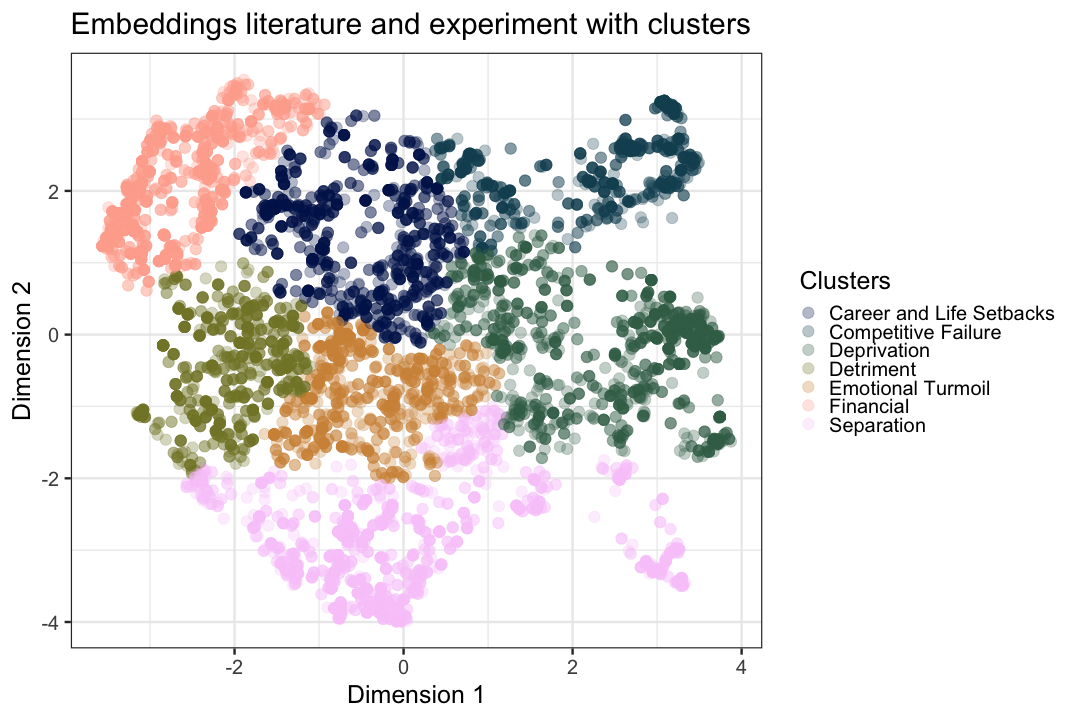 Embeddings literature and experiment with clusters
2
0
-2
-4
-2
0
2
4
Dimension 1
Dimension 2
Clusters
Career and Life Setbacks
Competitive Failure
Deprivation
Detriment
Emotional Turmoil
Financial
Separation